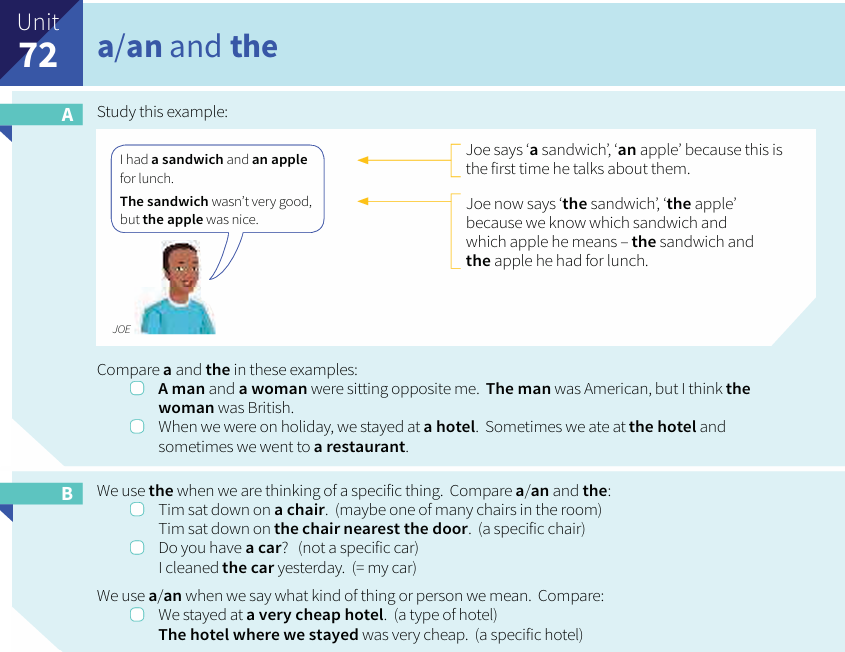 Unit
72
a/an and the
A
Study this example:
I had a sandwich and an apple
for lunch.
The sandwich wasn't very good,
but the apple was nice.
JOE
Joe says ‘a sandwich’, ‘an apple’ because this is
the first time he talks about them.
Joe now says ‘the sandwich’, ‘the apple’
because we know which sandwich and
which apple he means – the sandwich and
the apple he had for lunch.
Compare a and the in these examples:
A man and a woman were sitting opposite me. The man was American, but I think the
woman was British.
When we were on holiday, we stayed at a hotel. Sometimes we ate at the hotel and
sometimes we went to a restaurant.
B
We use the when we are thinking of a specific thing. Compare a/an and the:
Tim sat down on a chair. (maybe one of many chairs in the room)
Tim sat down on the chair nearest the door. (a specific chair)
Do you have a car? (not a specific car)
I cleaned the car yesterday. (= my car)
We use a/an when we say what kind of thing or person we mean. Compare:
We stayed at a very cheap hotel. (a type of hotel)
The hotel where we stayed was very cheap. (a specific hotel)